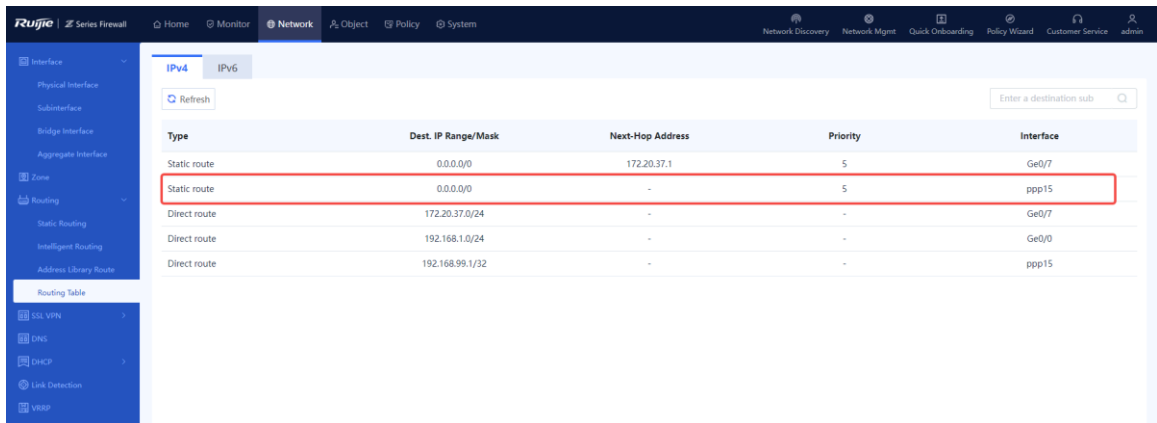 Ruijie | Z Series Firewall Home Monitor Network Object Policy System Network Discovery Network Mgmt Quick Onboarding Policy Wizard Customer Service admin
Interface
Physical Interface
Subinterface
Bridge Interface
Aggregate Interface
Zone
Routing
Static Routing
Intelligent Routing
Address Library Route
Routing Table
SSL VPN
DNS
DHCP
Link Detection
VRRP
IPv4 IPv6
Refresh Enter a destination sub
Type Dest. IP Range/Mask Next-Hop Address Priority Interface
Static route 0.0.0.0/0 172.20.37.1 5 Ge0/7
Static route 0.0.0.0/0 - 5 ppp15
Direct route 172.20.37.0/24 - - Ge0/7
Direct route 192.168.1.0/24 - - Ge0/0
Direct route 192.168.99.1/32 - - ppp15